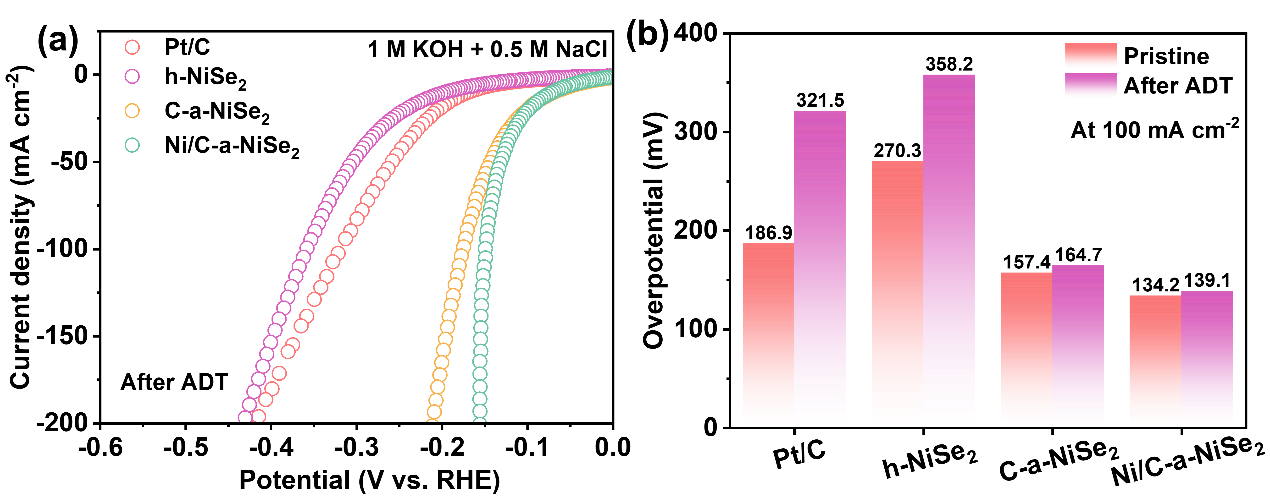 (a)
Pt/C
h-NiSe2
C-a-NiSe2
Ni/C-a-NiSe2
1 M KOH + 0.5 M NaCl
After ADT
Current density (mA cm-2)
0
-50
-100
-150
-200
-0.6
-0.5
-0.4
-0.3
-0.2
-0.1
0.0
Potential (V vs. RHE)
(b)
Pristine
After ADT
At 100 mA cm-2
Overpotential (mV)
400
300
200
100
0
186.9
321.5
270.3
358.2
157.4
164.7
134.2
139.1
Pt/C
h-NiSe2
C-a-NiSe2
Ni/C-a-NiSe2